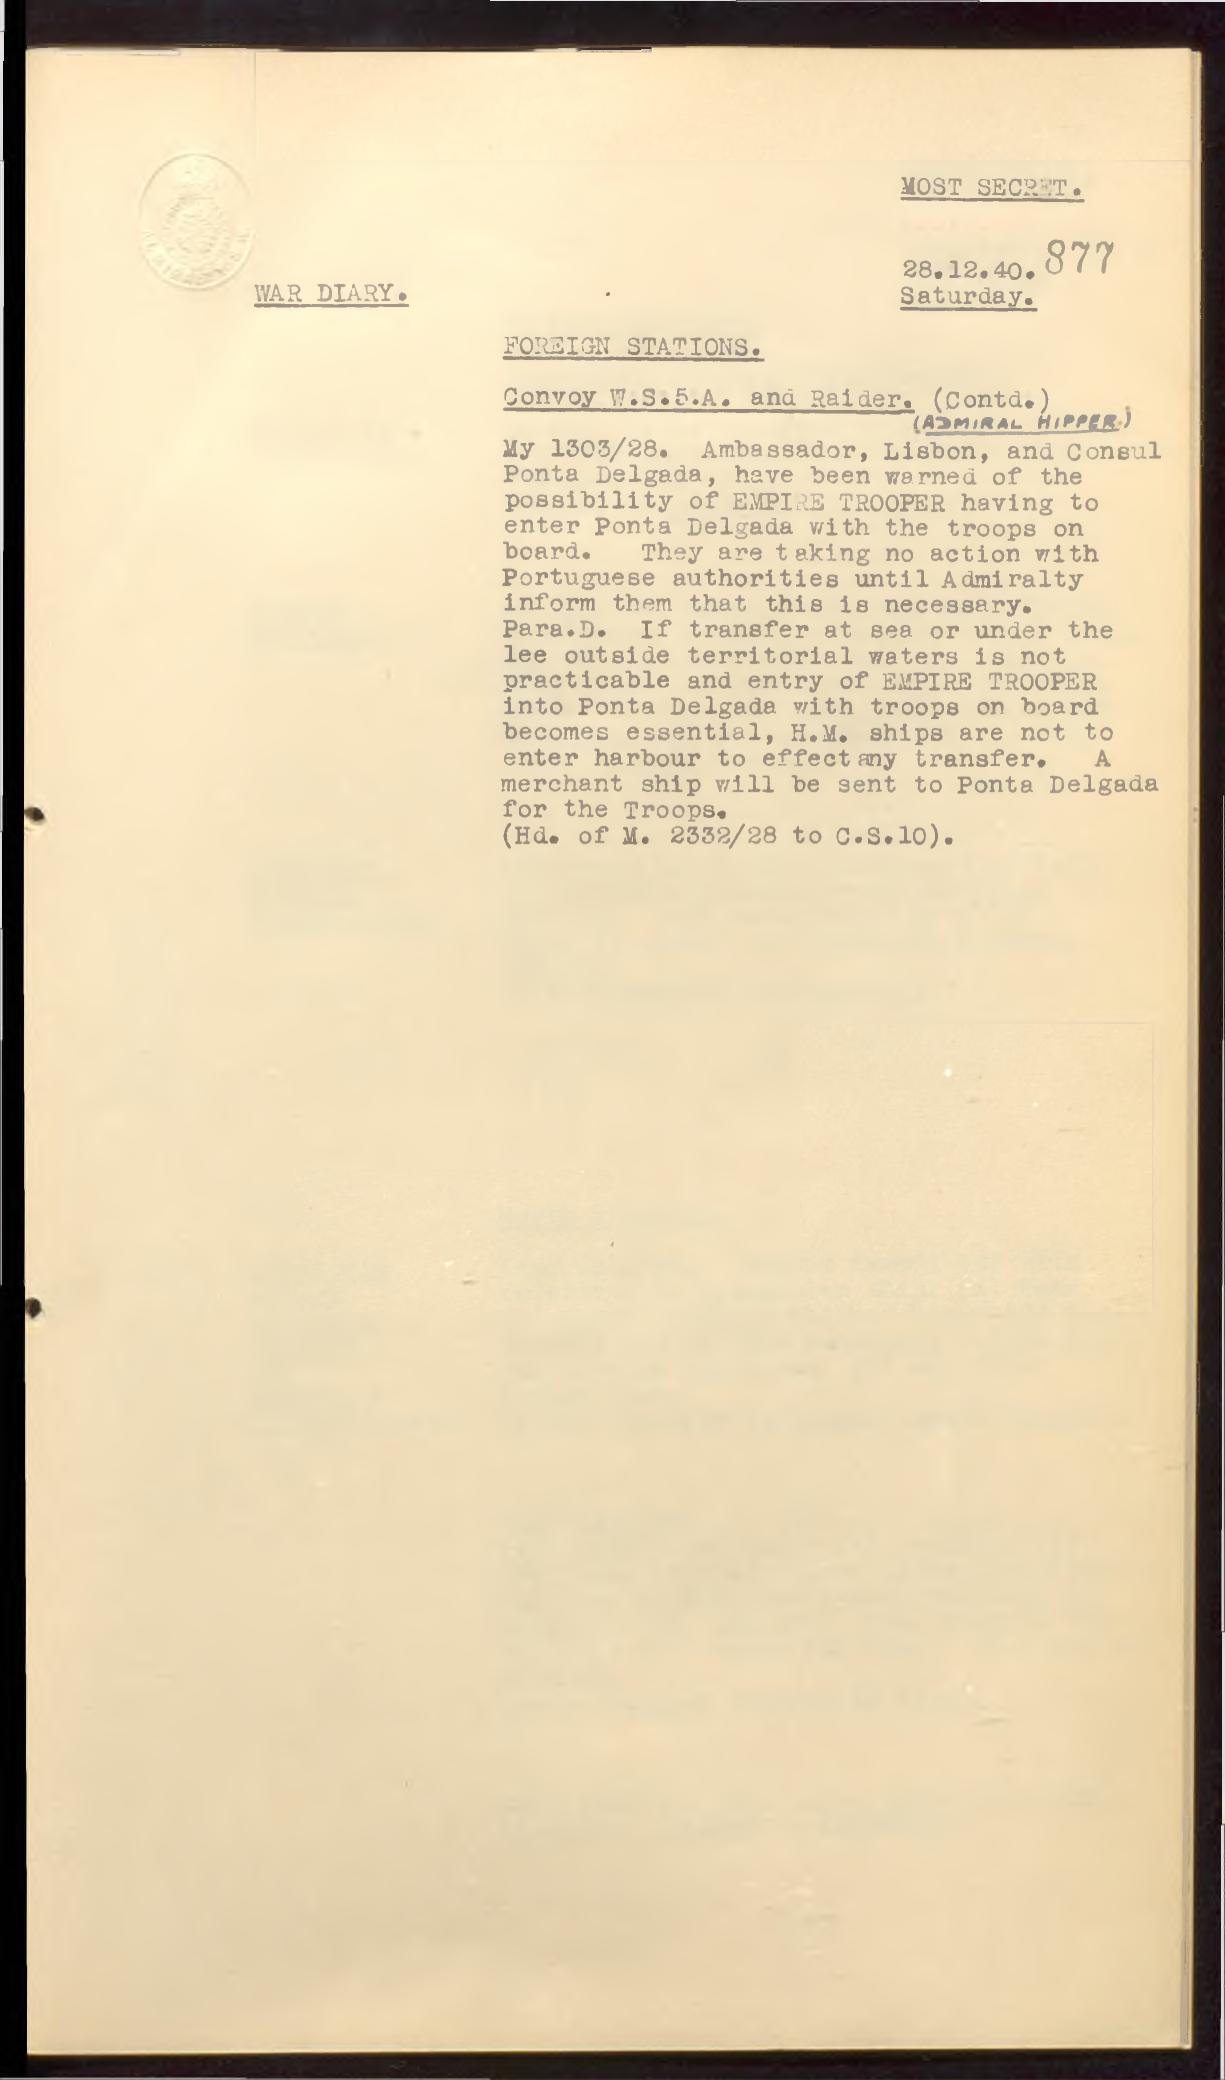 MOST SECRET.
28.12.40. 877
WAR DIARY.
Saturday.
FOREIGN STATIONS.
Convoy W.S.5.A. and Raider. (Contd.)
(ADMIRAL HIPPER.)
My 1303/28. Ambassador, Lisbon, and Consul
Ponta Delgada, have been warned of the
possibility of EMPIRE TROOPER having to
enter Ponta Delgada with the troops on
board. They are taking no action with
Portuguese authorities until Admiralty
inform them that this is necessary.
Para.D. If transfer at sea or under the
lee outside territorial waters is not
practicable and entry of EMPIRE TROOPER
into Ponta Delgada with troops on board
becomes essential, H.M. ships are not to
enter harbour to effect any transfer. A
merchant ship will be sent to Ponta Delgada
for the Troops.
(Hd. of M. 2332/28 to C.S.10).